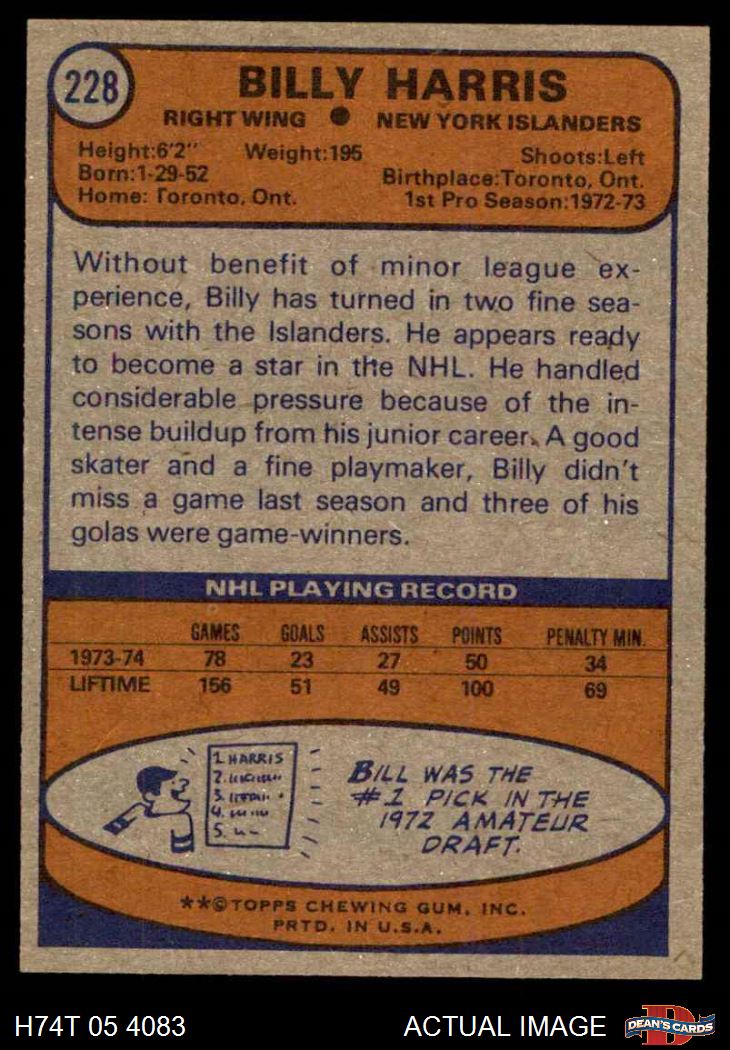 228
BILLY HARRIS
RIGHT WING ● NEW YORK ISLANDERS
Height:6'2" Weight:195 Shoots:Left
Born:1-29-52 Birthplace:Toronto, Ont.
Home: Toronto, Ont. 1st Pro Season:1972-73
Without benefit of minor league ex-
perience, Billy has turned in two fine sea-
sons with the Islanders. He appears ready
to become a star in the NHL. He handled
considerable pressure because of the in-
tense buildup from his junior career. A good
skater and a fine playmaker, Billy didn't
miss a game last season and three of his
golas were game-winners.
NHL PLAYING RECORD
GAMES GOALS ASSISTS POINTS PENALTY MIN.
1973-74 78 23 27 50 34
LIFTIME 156 51 49 100 69
1. HARRIS
2.
3.
4.
5.
BILL WAS THE
#1 PICK IN THE
1972 AMATEUR
DRAFT.
**©TOPPS CHEWING GUM, INC.
PRTD. IN U.S.A.
H74T 05 4083 ACTUAL IMAGE
D
DEAN'S CARDS